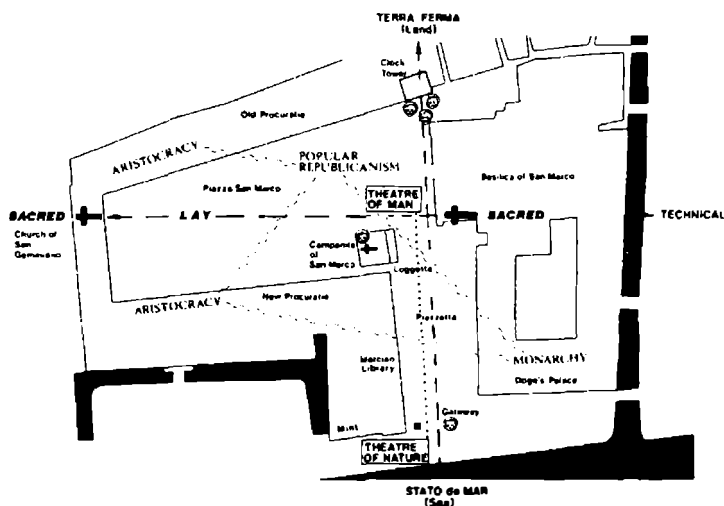 TERRA FERMA
(Land)
Clock
Tower
Old Procuratie
ARISTOCRACY
POPULAR
REPUBLICANISM
Piazza San Marco
THEATRE
OF MAN
Basilica of San Marco
SACRED
LAY
SACRED
TECHNICAL
Church of
San
Gemeviano
Campanile
of
San Marco
Loggetta
New Procuratie
ARISTOCRACY
Piazzetta
Marcian
Library
MONARCHY
Doge's Palace
Mint
Gateway
THEATRE
OF NATURE
STATO da MAR
(Sea)